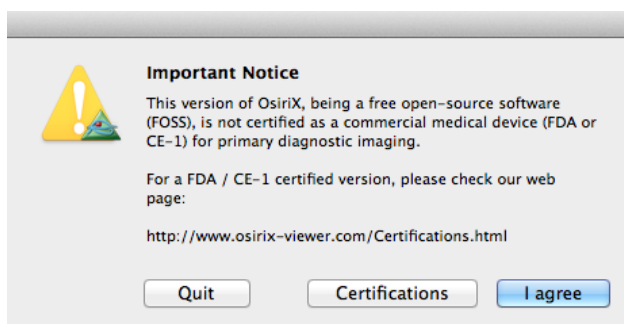 Important Notice
This version of OsiriX, being a free open-source software
(FOSS), is not certified as a commercial medical device (FDA or
CE-1) for primary diagnostic imaging.
For a FDA / CE-1 certified version, please check our web
page:
http://www.osirix-viewer.com/Certifications.html
Quit Certifications I agree